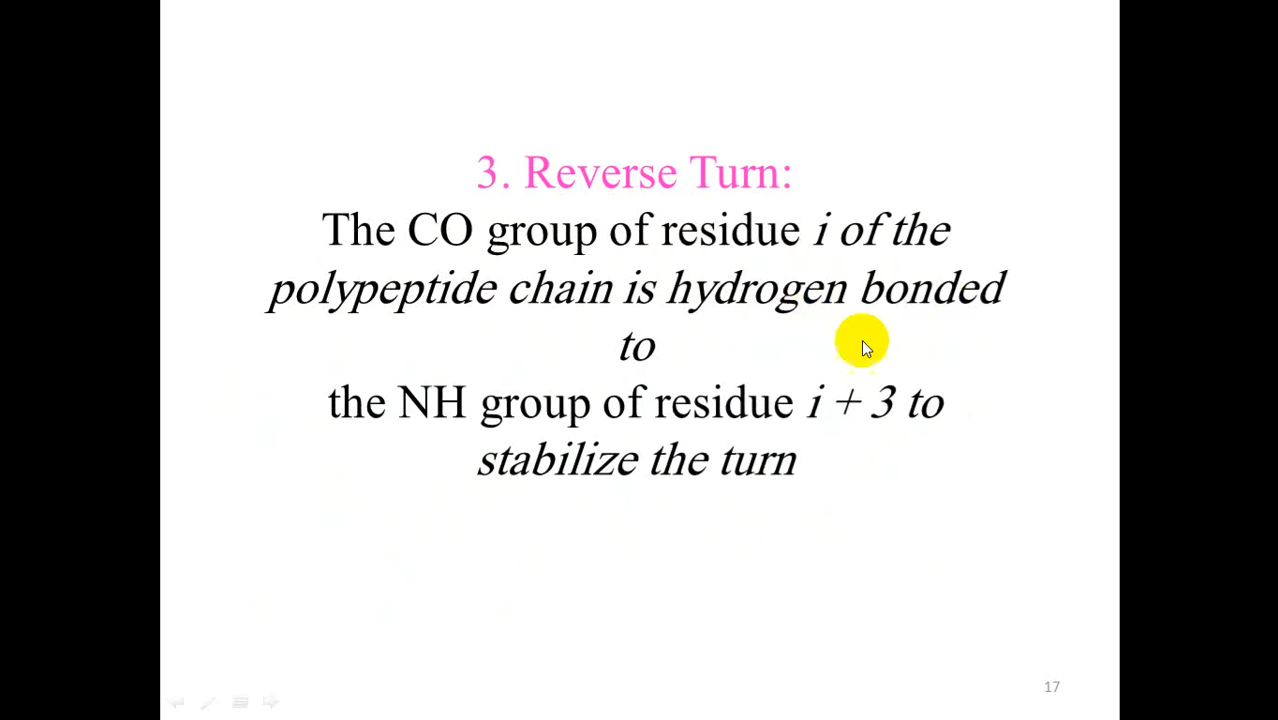 3. Reverse Turn:
The CO group of residue i of the
polypeptide chain is hydrogen bonded
to
the NH group of residue i + 3 to
stabilize the turn
17